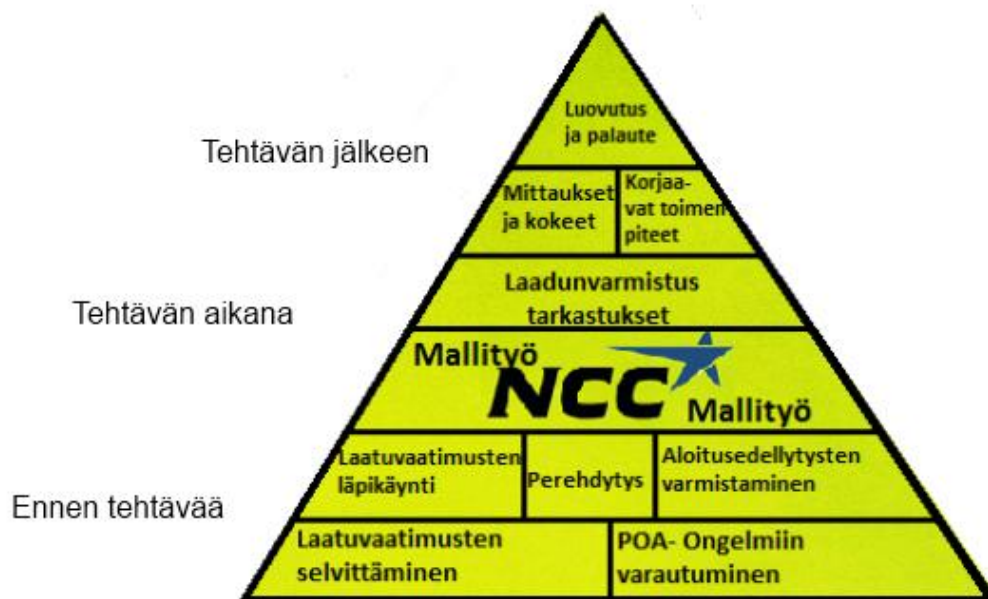 Luovutus
ja palaute
Tehtävän jälkeen
Mittaukset
ja kokeet
Korjaa-
vat toimen
piteet
Laadunvarmistus
tarkastukset
Tehtävän aikana
Mallityö
NCC
Mallityö
Laatuvaatimusten
läpikäynti
Perehdytys
Aloitusedellytysten
varmistaminen
Ennen tehtävää
Laatuvaatimusten
selvittäminen
POA- Ongelmiin
varautuminen